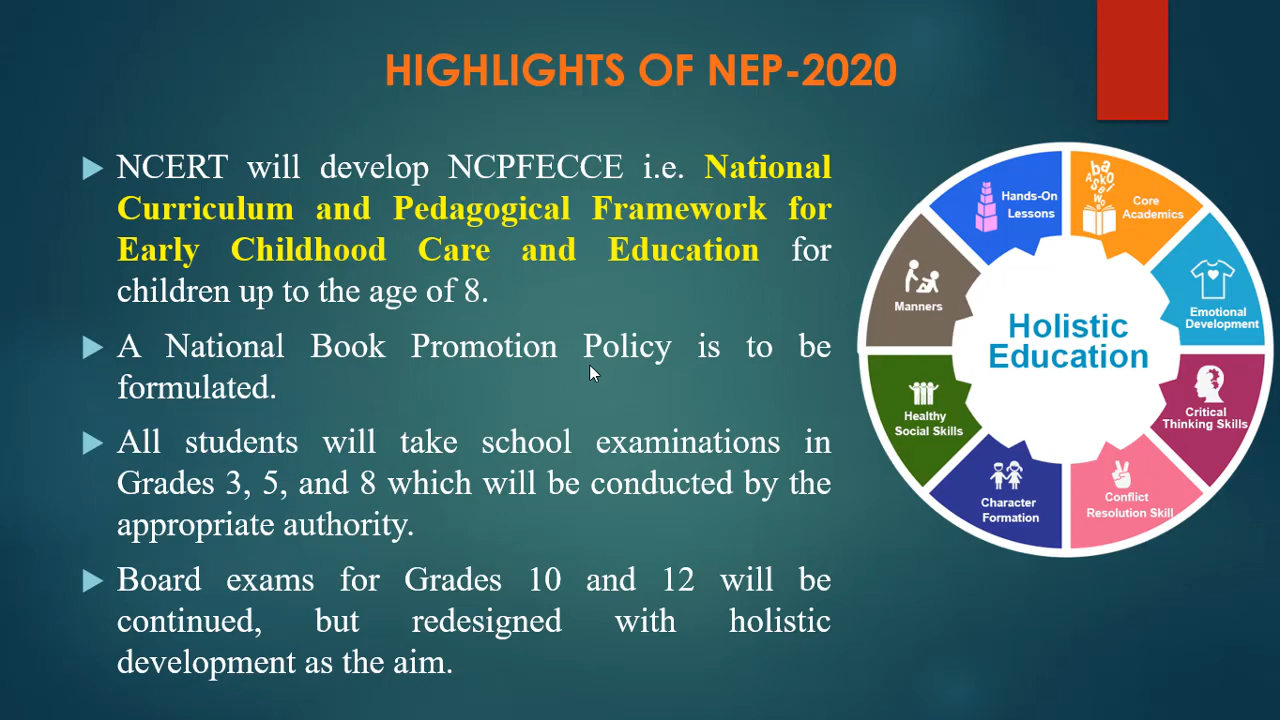 HIGHLIGHTS OF NEP-2020
NCERT will develop NCPFECCE i.e. National
Curriculum and Pedagogical Framework for
Early Childhood Care and Education for
children up to the age of 8.
A National Book Promotion Policy is to be
formulated.
All students will take school examinations in
Grades 3, 5, and 8 which will be conducted by the
appropriate authority.
Board exams for Grades 10 and 12 will be
continued, but redesigned with holistic
development as the aim.
Holistic
Education
Hands-On
Lessons
Core
Academics
Emotional
Development
Critical
Thinking Skills
Conflict
Resolution Skill
Character
Formation
Healthy
Social Skills
Manners